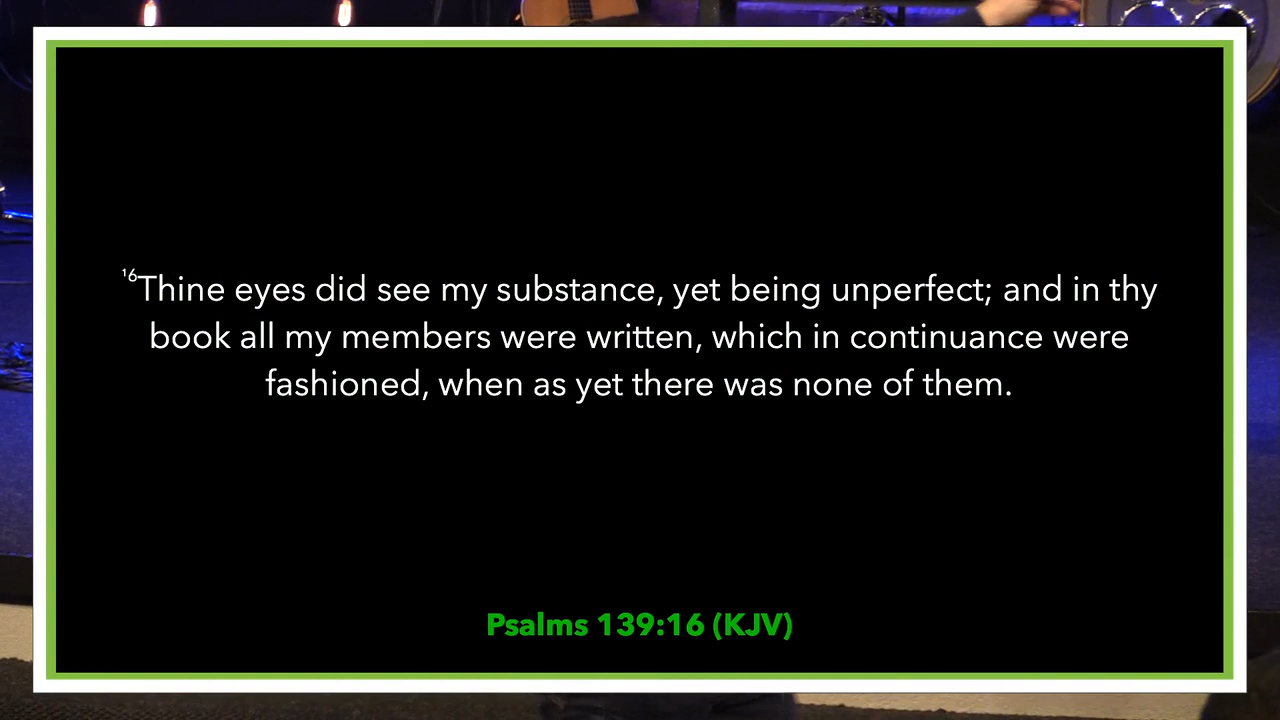 ¹⁶Thine eyes did see my substance, yet being unperfect; and in thy
book all my members were written, which in continuance were
fashioned, when as yet there was none of them.
Psalms 139:16 (KJV)